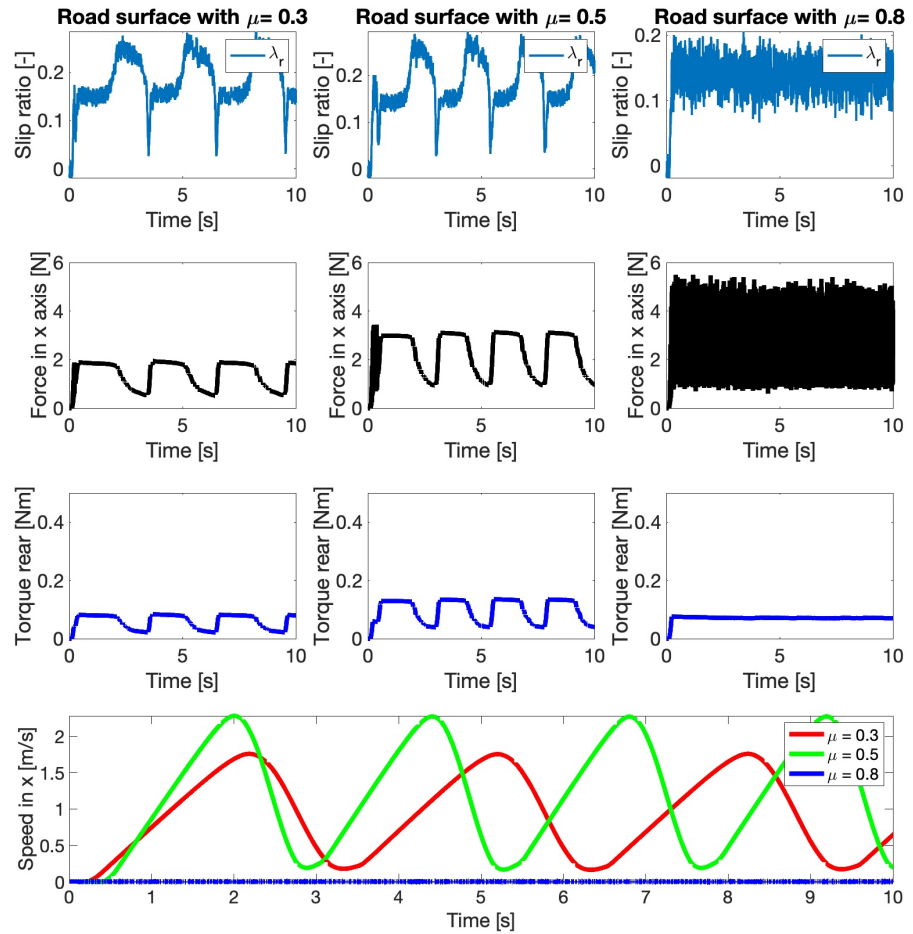 Road surface with μ= 0.3
Road surface with μ= 0.5
Road surface with μ= 0.8
Slip ratio [-]
0.2
0.1
0
λr
0
5
10
Time [s]
Slip ratio [-]
0.2
0.1
0
λr
0
5
10
Time [s]
Slip ratio [-]
0.2
0.1
0
λr
0
5
10
Time [s]
Force in x axis [N]
6
4
2
0
0
5
10
Time [s]
Force in x axis [N]
6
4
2
0
0
5
10
Time [s]
Force in x axis [N]
6
4
2
0
0
5
10
Time [s]
Torque rear [Nm]
0.4
0.2
0
0
5
10
Time [s]
Torque rear [Nm]
0.4
0.2
0
0
5
10
Time [s]
Torque rear [Nm]
0.4
0.2
0
0
5
10
Time [s]
Speed in x [m/s]
2
1.5
1
0.5
0
μ = 0.3
μ = 0.5
μ = 0.8
0 1 2 3 4 5 6 7 8 9 10
Time [s]